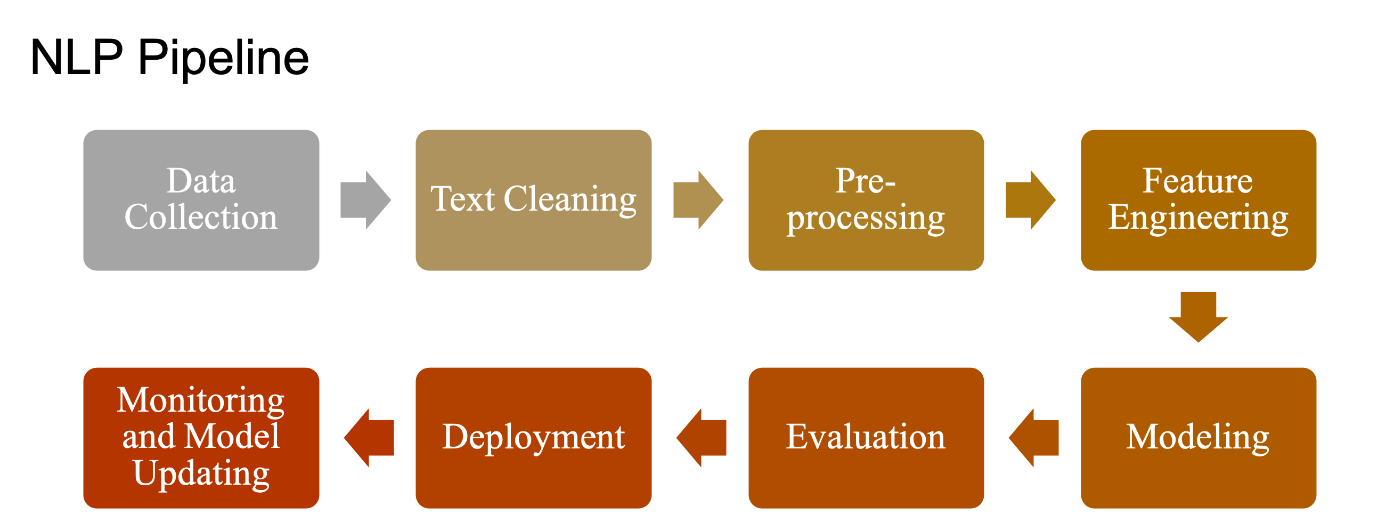 NLP Pipeline
Data
Collection
Text Cleaning
Pre-
processing
Feature
Engineering
Modeling
Evaluation
Deployment
Monitoring
and Model
Updating